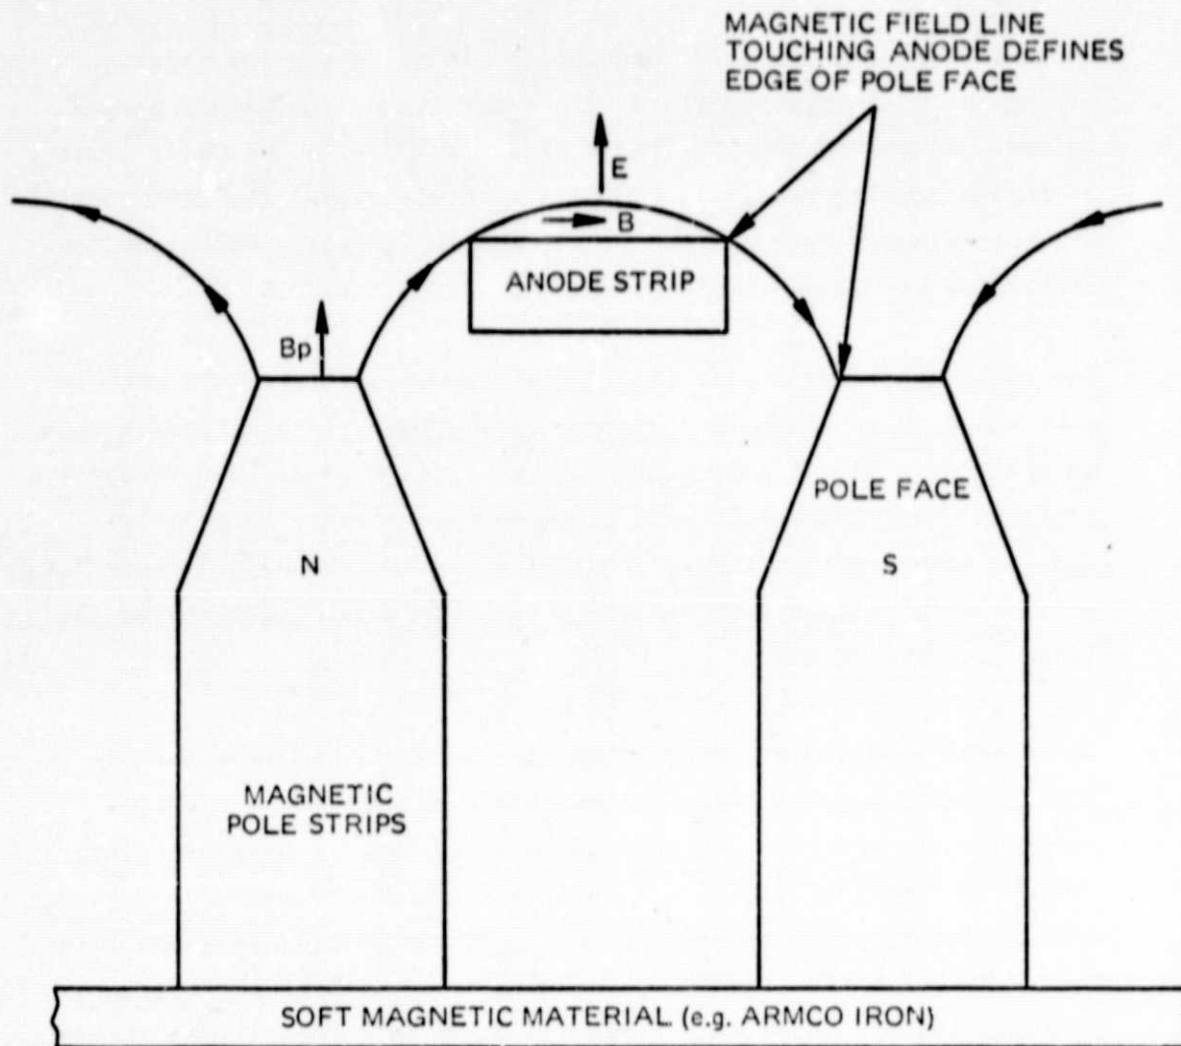 MAGNETIC FIELD LINE
TOUCHING ANODE DEFINES
EDGE OF POLE FACE
E
B
ANODE STRIP
Bp
POLE FACE
N
S
MAGNETIC
POLE STRIPS
SOFT MAGNETIC MATERIAL (e.g. ARMCO IRON)